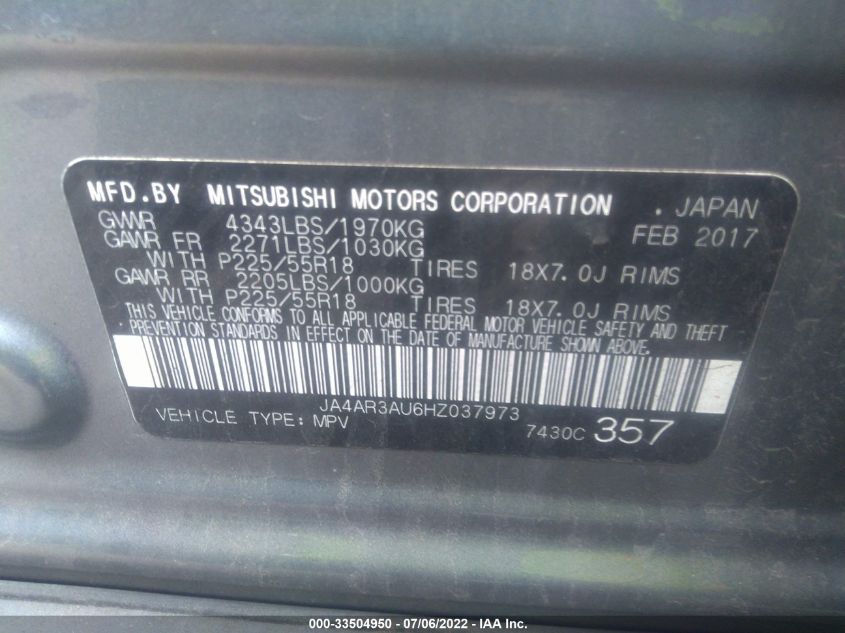 MFD.BY MITSUBISHI MOTORS CORPORATION . JAPAN
GVWR 4343LBS/1970KG FEB 2017
GAWR FR 2271LBS/1030KG
WITH P225/55R18 TIRES 18X7.0J RIMS
GAWR RR 2205LBS/1000KG
WITH P225/55R18 TIRES 18X7.0J RIMS
THIS VEHICLE CONFORMS TO ALL APPLICABLE FEDERAL MOTOR VEHICLE SAFETY AND THEFT
PREVENTION STANDARDS IN EFFECT ON THE DATE OF MANUFACTURE SHOWN ABOVE.
JA4AR3AU6HZ037973
VEHICLE TYPE: MPV 7430C 357
000-33504950 - 07/06/2022 - IAA Inc.